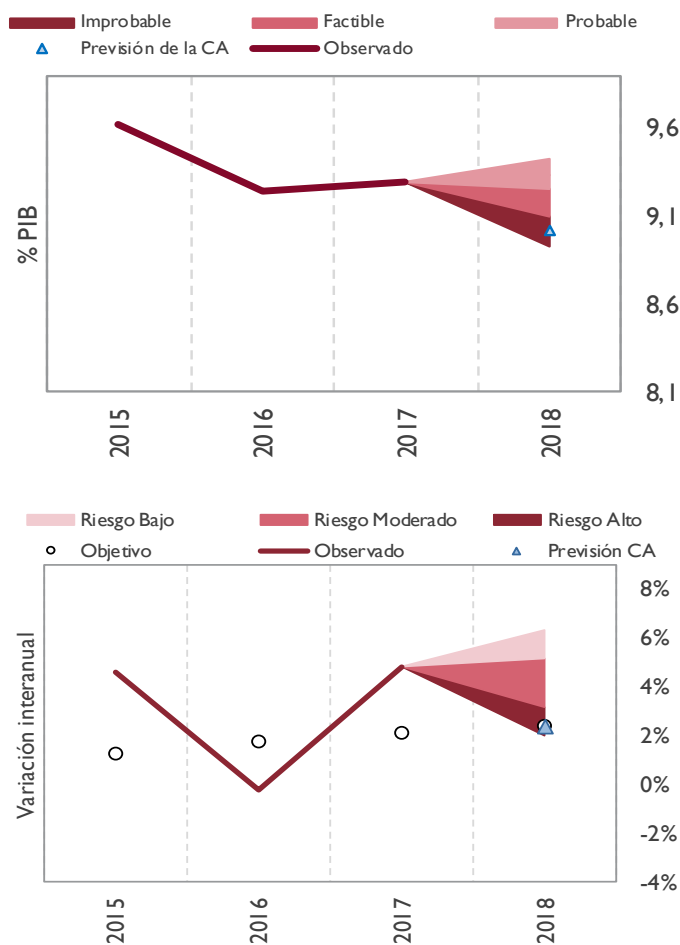 Improbable Factible Probable
Previsión de la CA Observado
% PIB
9,6
9,1
8,6
8,1
2015 2016 2017 2018
Riesgo Bajo Riesgo Moderado Riesgo Alto
Objetivo Observado Previsión CA
Variación interanual
8%
6%
4%
2%
0%
-2%
-4%
2015 2016 2017 2018